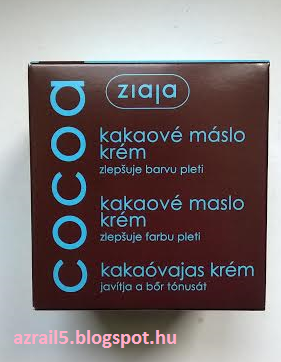 cocoa
ziaja
kakaové máslo
krém
zlepšuje barvu pleti
kakaové maslo
krém
zlepšuje farbu pleti
kakaóvajas krém
javítja a bőr tónusát
azrail5.blogspot.hu